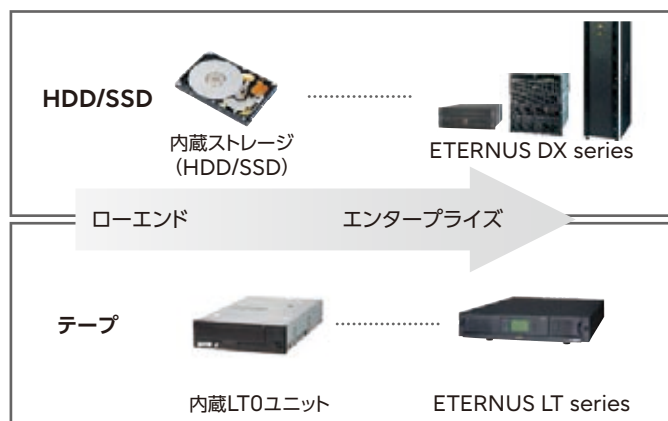 HDD/SSD
内蔵ストレージ
(HDD/SSD)
ETERNUS DX series
ローエンド
エンタープライズ
テープ
内蔵LTOユニット
ETERNUS LT series